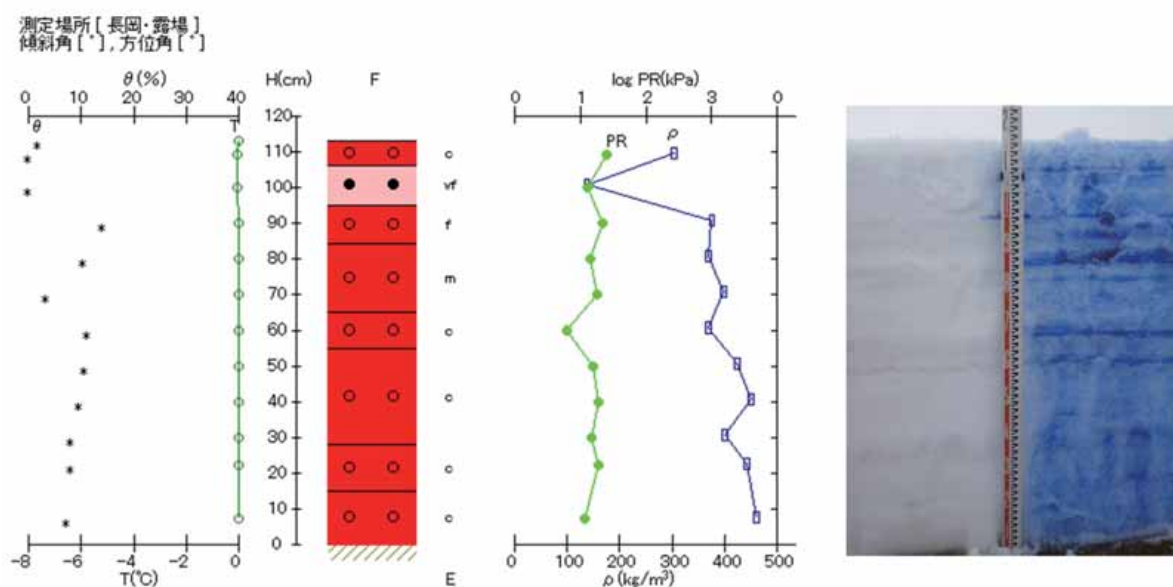 測定場所[ 長岡・露場 ]
傾斜角[ ° ], 方位角[ ° ]
θ(%)
H(cm)
F
log PR(kPa)
0 10 20 30 40
0 1 2 3 0
120
θ T
PR ρ
110 c
100 vf
90 f
80
m
70
60 c
50
40 c
30
20 c
10 c
0
-8 -6 -4 -2 0
0 100 200 300 400 500
T(℃)
E
ρ(kg/m³)